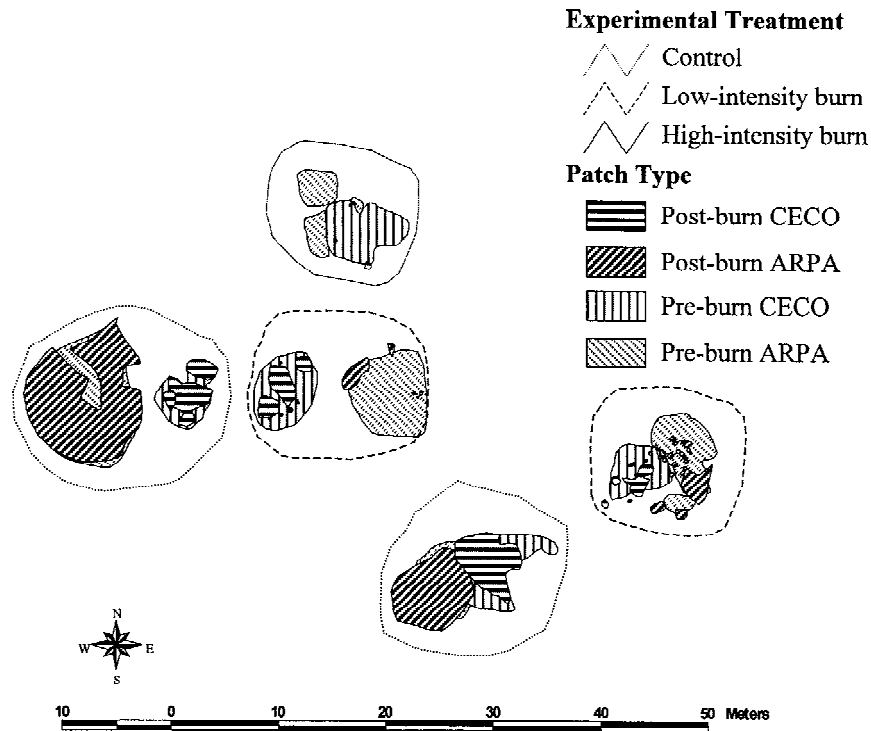 Experimental Treatment
Control
Low-intensity burn
High-intensity burn
Patch Type
Post-burn CECO
Post-burn ARPA
Pre-burn CECO
Pre-burn ARPA
N
W E
S
10 0 10 20 30 40 50 Meters